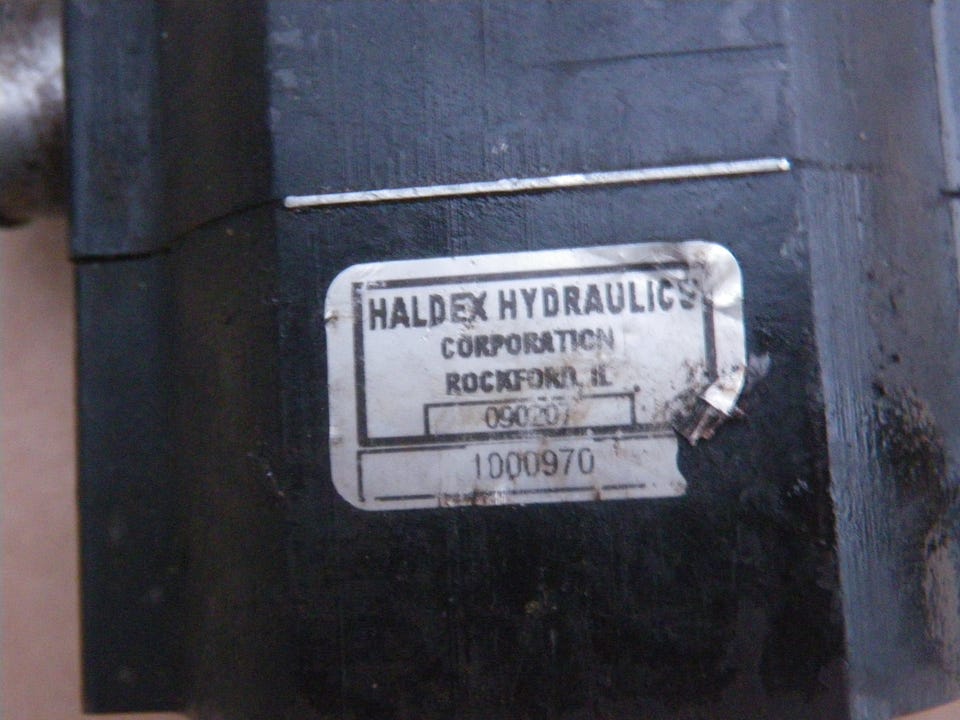 HALDEX HYDRAULICS
CORPORATION
ROCKFORD, IL
090207
1000970